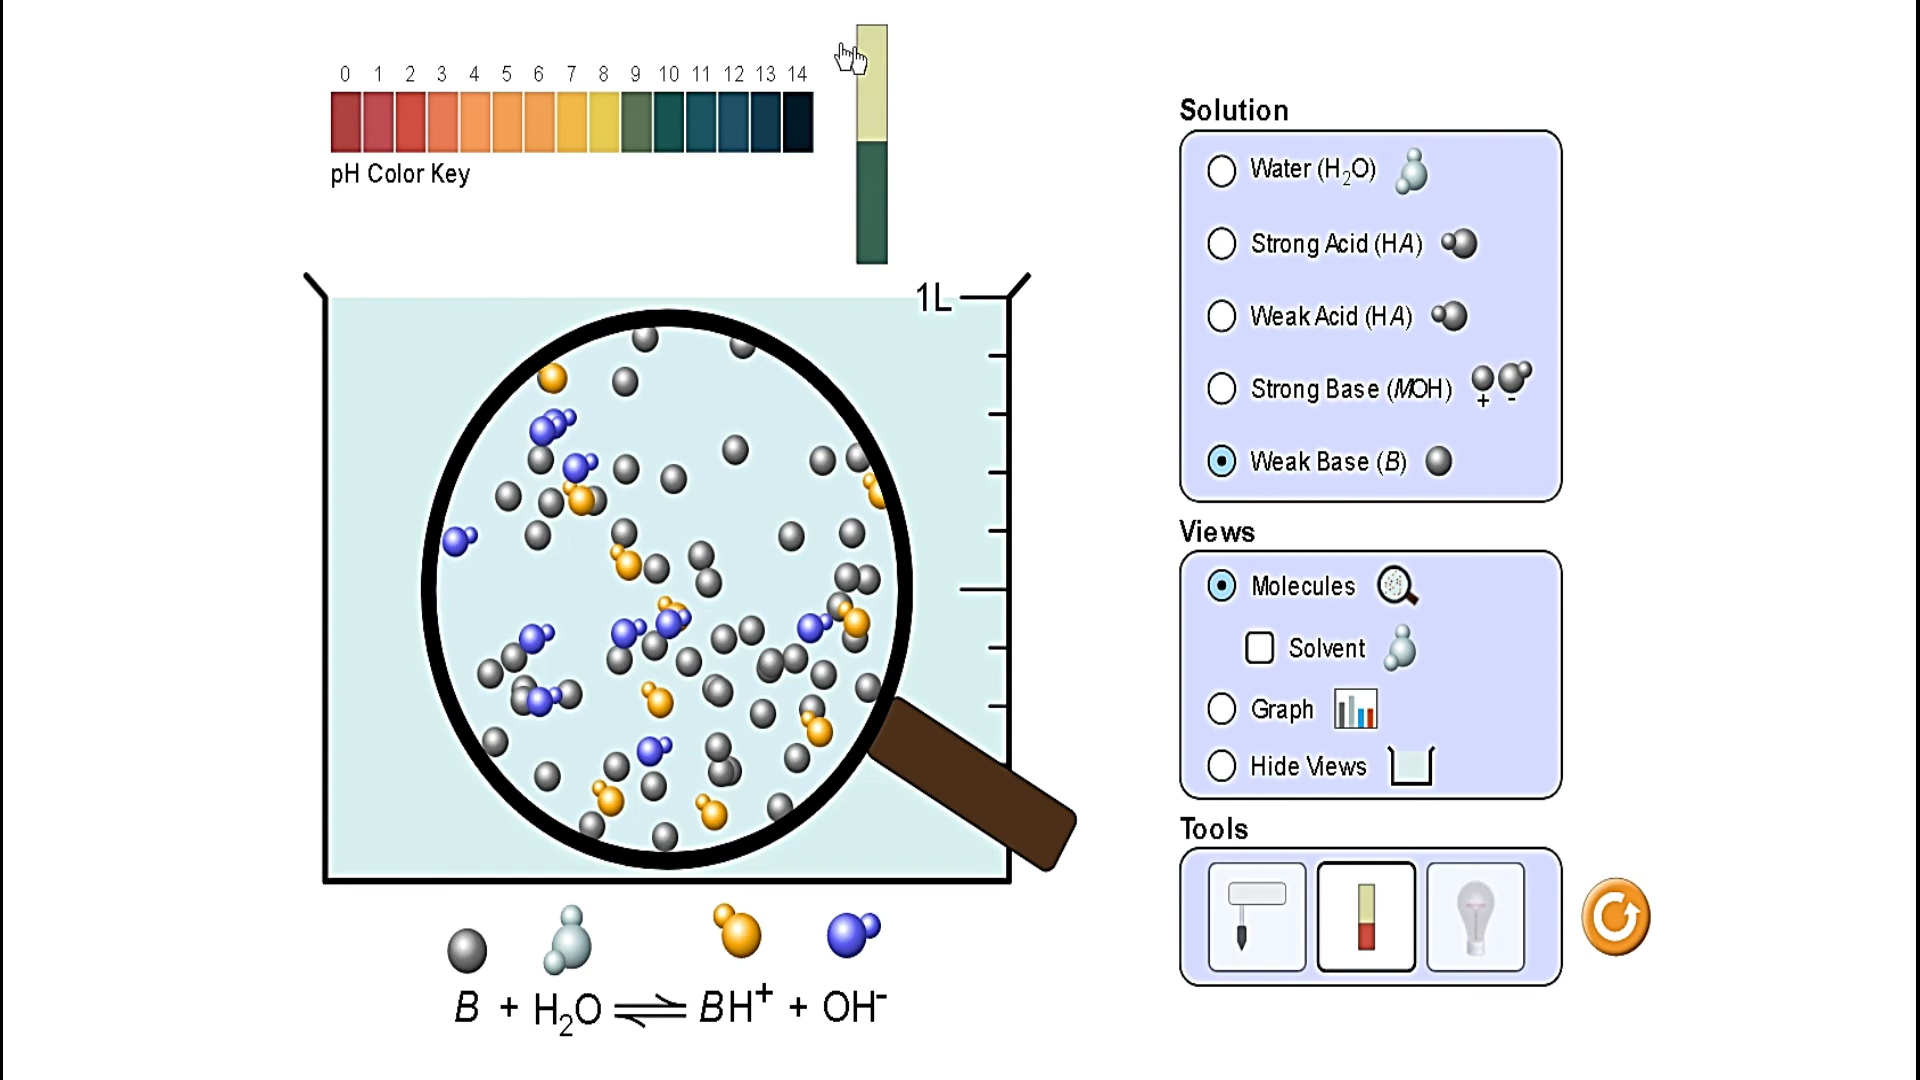 0 1 2 3 4 5 6 7 8 9 10 11 12 13 14
pH Color Key
1L
B + H₂O ⇌ BH⁺ + OH⁻
Solution
Water (H₂O)
Strong Acid (HA)
Weak Acid (HA)
Strong Base (MOH)
+ -
Weak Base (B)
Views
Molecules
Solvent
Graph
Hide Views
Tools